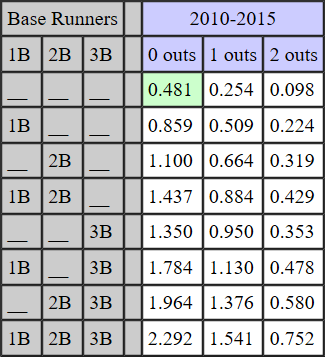 Base Runners 2010-2015
1B 2B 3B 0 outs 1 outs 2 outs
__ __ __ 0.481 0.254 0.098
1B __ __ 0.859 0.509 0.224
__ 2B __ 1.100 0.664 0.319
1B 2B __ 1.437 0.884 0.429
__ __ 3B 1.350 0.950 0.353
1B __ 3B 1.784 1.130 0.478
__ 2B 3B 1.964 1.376 0.580
1B 2B 3B 2.292 1.541 0.752